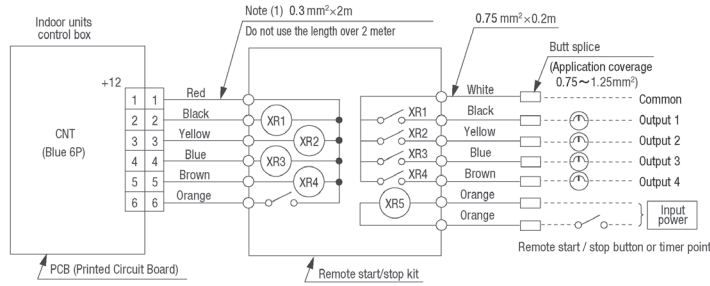 Note (1) 0.3 mm²×2m
Do not use the length over 2 meter
0.75 mm²×0.2m
Indoor units
control box
Butt splice
(Application coverage
0.75～1.25mm²)
+12
CNT
(Blue 6P)
1 1 Red
2 2 Black
3 3 Yellow
4 4 Blue
5 5 Brown
6 6 Orange
XR1
XR2
XR3
XR4
XR1
XR2
XR3
XR4
XR5
White
Black
Yellow
Blue
Brown
Orange
Orange
Common
Output 1
Output 2
Output 3
Output 4
Input
power
Remote start / stop button or timer point
PCB (Printed Circuit Board)
Remote start/stop kit